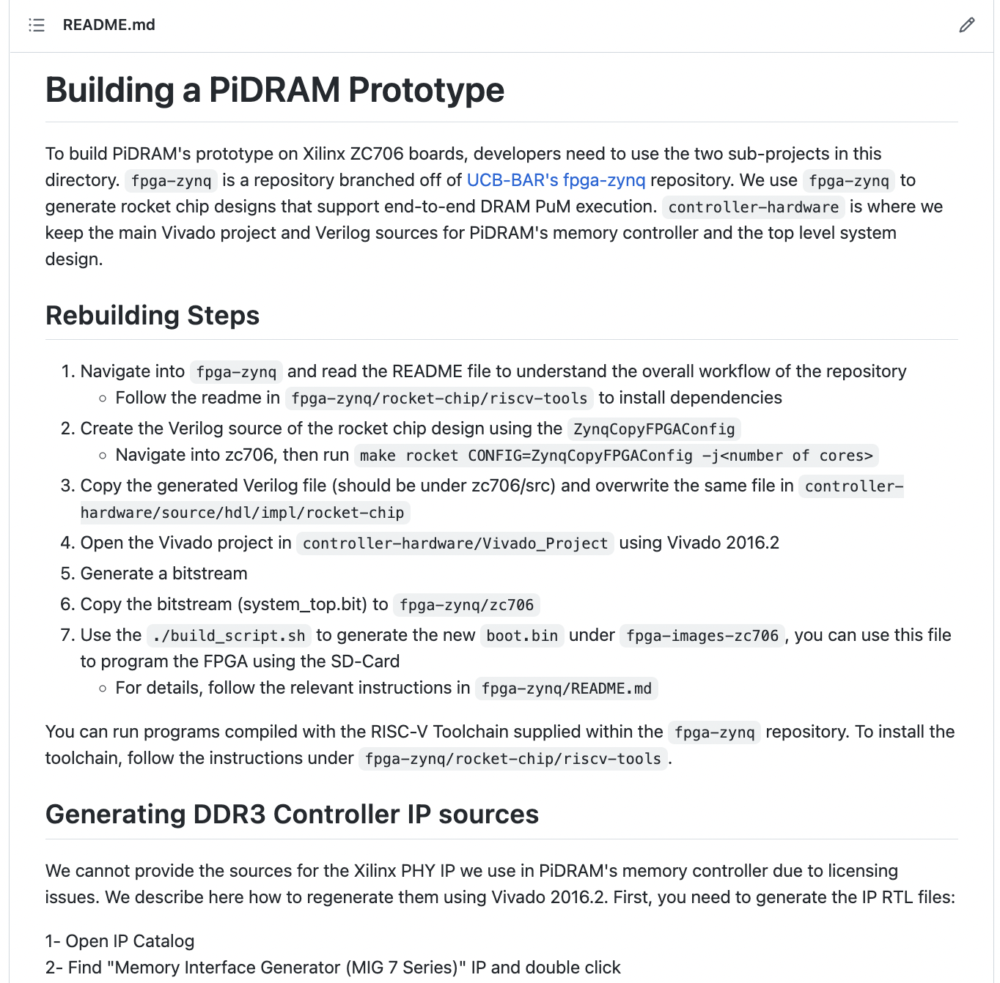 README.md
Building a PiDRAM Prototype
To build PiDRAM's prototype on Xilinx ZC706 boards, developers need to use the two sub-projects in this
directory. fpga-zynq is a repository branched off of UCB-BAR's fpga-zynq repository. We use fpga-zynq to
generate rocket chip designs that support end-to-end DRAM PuM execution. controller-hardware is where we
keep the main Vivado project and Verilog sources for PiDRAM's memory controller and the top level system
design.
Rebuilding Steps
1. Navigate into fpga-zynq and read the README file to understand the overall workflow of the repository
○ Follow the readme in fpga-zynq/rocket-chip/riscv-tools to install dependencies
2. Create the Verilog source of the rocket chip design using the ZynqCopyFPGAConfig
○ Navigate into zc706, then run make rocket CONFIG=ZynqCopyFPGAConfig -j<number of cores>
3. Copy the generated Verilog file (should be under zc706/src) and overwrite the same file in controller-
hardware/source/hdl/impl/rocket-chip
4. Open the Vivado project in controller-hardware/Vivado_Project using Vivado 2016.2
5. Generate a bitstream
6. Copy the bitstream (system_top.bit) to fpga-zynq/zc706
7. Use the ./build_script.sh to generate the new boot.bin under fpga-images-zc706, you can use this file
to program the FPGA using the SD-Card
○ For details, follow the relevant instructions in fpga-zynq/README.md
You can run programs compiled with the RISC-V Toolchain supplied within the fpga-zynq repository. To install the
toolchain, follow the instructions under fpga-zynq/rocket-chip/riscv-tools.
Generating DDR3 Controller IP sources
We cannot provide the sources for the Xilinx PHY IP we use in PiDRAM's memory controller due to licensing
issues. We describe here how to regenerate them using Vivado 2016.2. First, you need to generate the IP RTL files:
1- Open IP Catalog
2- Find "Memory Interface Generator (MIG 7 Series)" IP and double click